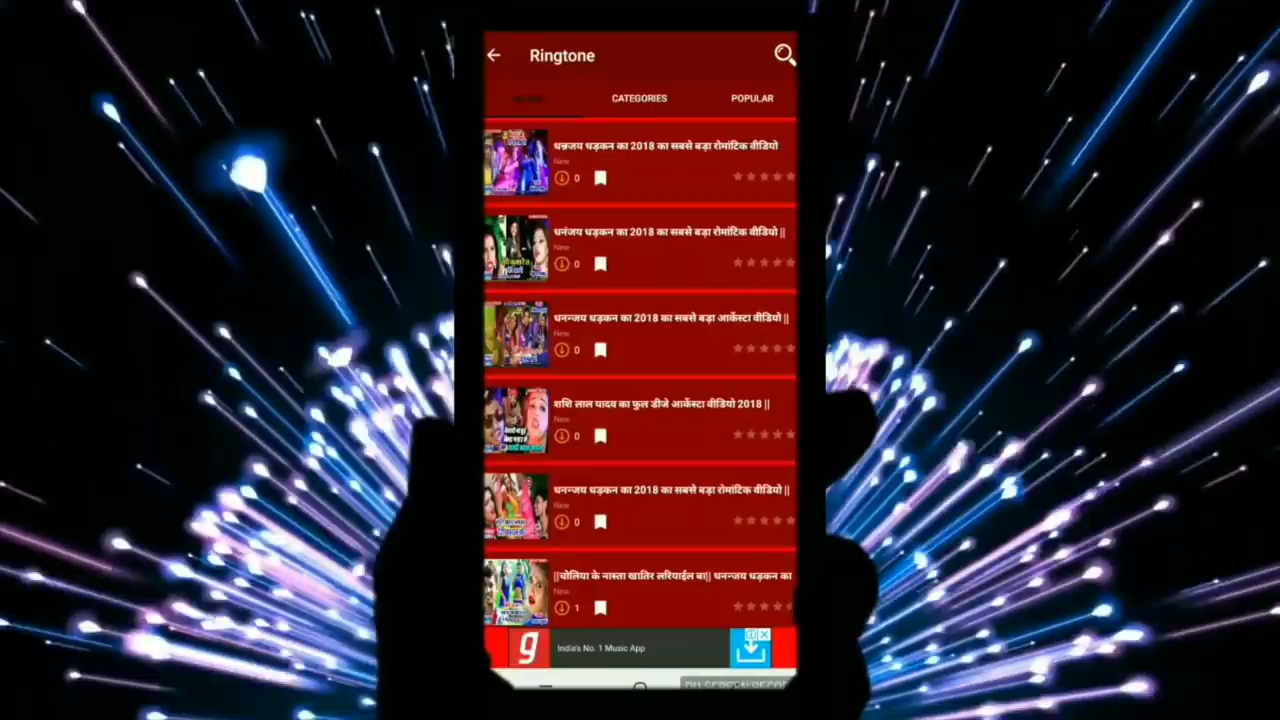 Ringtone
CATEGORIES
POPULAR
धन्नजय धड़कन का 2018 का सबसे बड़ा रोमांटिक वीडियो
New
0
धनंजय धड़कन का 2018 का सबसे बड़ा रोमांटिक वीडियो ||
New
0
धनन्जय धड़कन का 2018 का सबसे बड़ा आर्केस्टा वीडियो ||
New
0
शशि लाल यादव का फुल डीजे आर्केस्टा वीडियो 2018 ||
New
0
धनन्जय धड़कन का 2018 का सबसे बड़ा रोमांटिक वीडियो ||
New
0
||चोलिया के नास्ता खातिर लरियाईल बा|| धनन्जय धड़कन का
New
1
g
India's No. 1 Music App